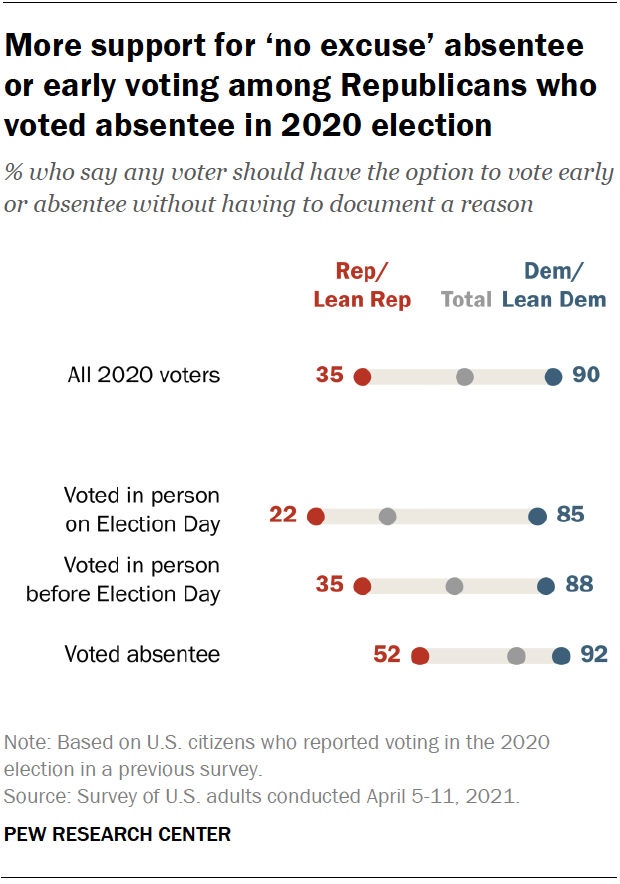 More support for ‘no excuse’ absentee
or early voting among Republicans who
voted absentee in 2020 election
% who say any voter should have the option to vote early
or absentee without having to document a reason
Rep/
Lean Rep
Total
Dem/
Lean Dem
All 2020 voters
35
90
Voted in person
on Election Day
22
85
Voted in person
before Election Day
35
88
Voted absentee
52
92
Note: Based on U.S. citizens who reported voting in the 2020
election in a previous survey.
Source: Survey of U.S. adults conducted April 5-11, 2021.
PEW RESEARCH CENTER